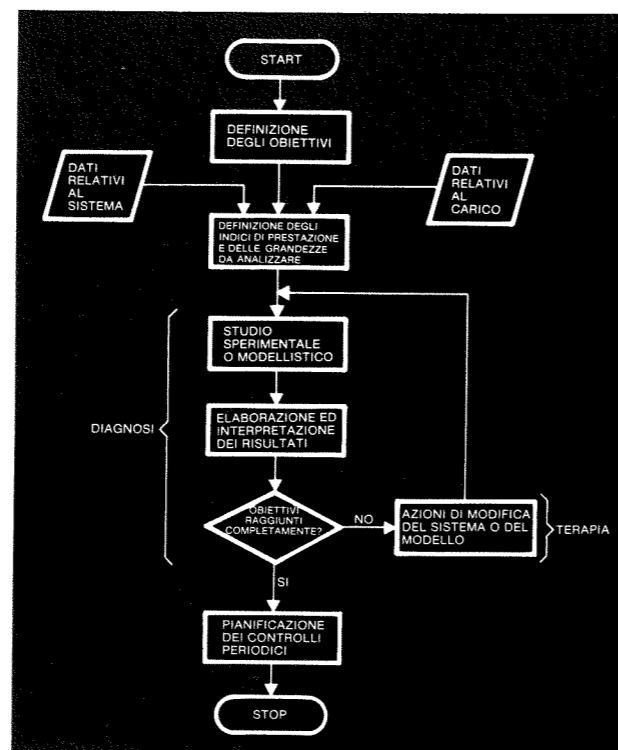 START
DEFINIZIONE
DEGLI OBIETTIVI
DATI
RELATIVI
AL
SISTEMA
DATI
RELATIVI
AL
CARICO
DEFINIZIONE DEGLI
INDICI DI PRESTAZIONE
E DELLE GRANDEZZE
DA ANALIZZARE
STUDIO
SPERIMENTALE
O MODELLISTICO
DIAGNOSI
ELABORAZIONE ED
INTERPRETAZIONE
DEI RISULTATI
OBIETTIVI
RAGGIUNTI
COMPLETAMENTE?
NO
AZIONI DI MODIFICA
DEL SISTEMA O DEL
MODELLO
TERAPIA
SI
PIANIFICAZIONE
DEI CONTROLLI
PERIODICI
STOP